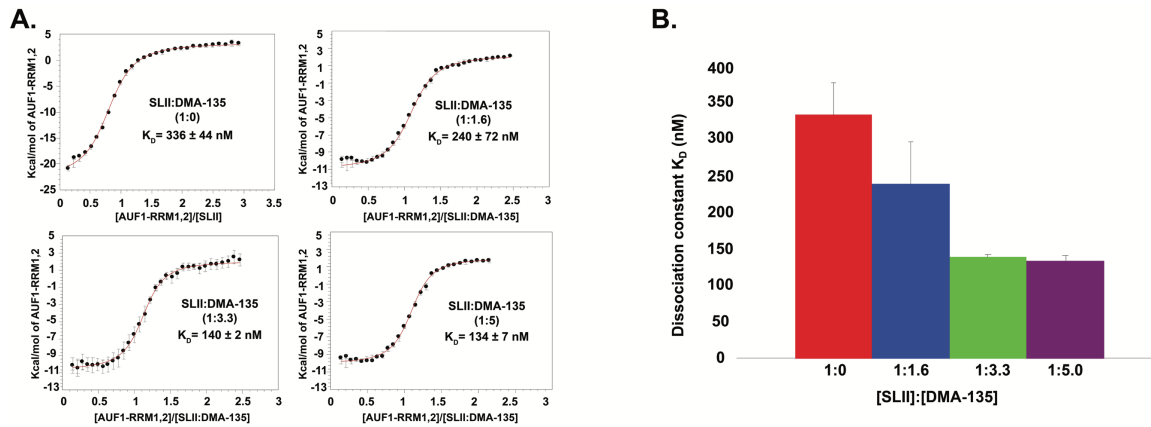 A.
B.
Kcal/mol of AUF1-RRM1,2
5
0
-5
-10
-15
-20
-25
SLII:DMA-135
(1:0)
KD= 336 ± 44 nM
0 0.5 1 1.5 2 2.5 3 3.5
[AUF1-RRM1,2]/[SLII]
Kcal/mol of AUF1-RRM1,2
5
3
1
-1
-3
-5
-7
-9
-11
-13
SLII:DMA-135
(1:1.6)
KD= 240 ± 72 nM
0 0.5 1 1.5 2 2.5 3
[AUF1-RRM1,2]/[SLII:DMA-135]
Kcal/mol of AUF1-RRM1,2
5
3
1
-1
-3
-5
-7
-9
-11
-13
SLII:DMA-135
(1:3.3)
KD= 140 ± 2 nM
0 0.5 1 1.5 2 2.5 3
[AUF1-RRM1,2]/[SLII:DMA-135]
Kcal/mol of AUF1-RRM1,2
5
3
1
-1
-3
-5
-7
-9
-11
-13
SLII:DMA-135
(1:5)
KD= 134 ± 7 nM
0 0.5 1 1.5 2 2.5
[AUF1-RRM1,2]/[SLII:DMA-135]
Dissociation constant KD (nM)
400
350
300
250
200
150
100
50
0
1:0 1:1.6 1:3.3 1:5.0
[SLII]:[DMA-135]